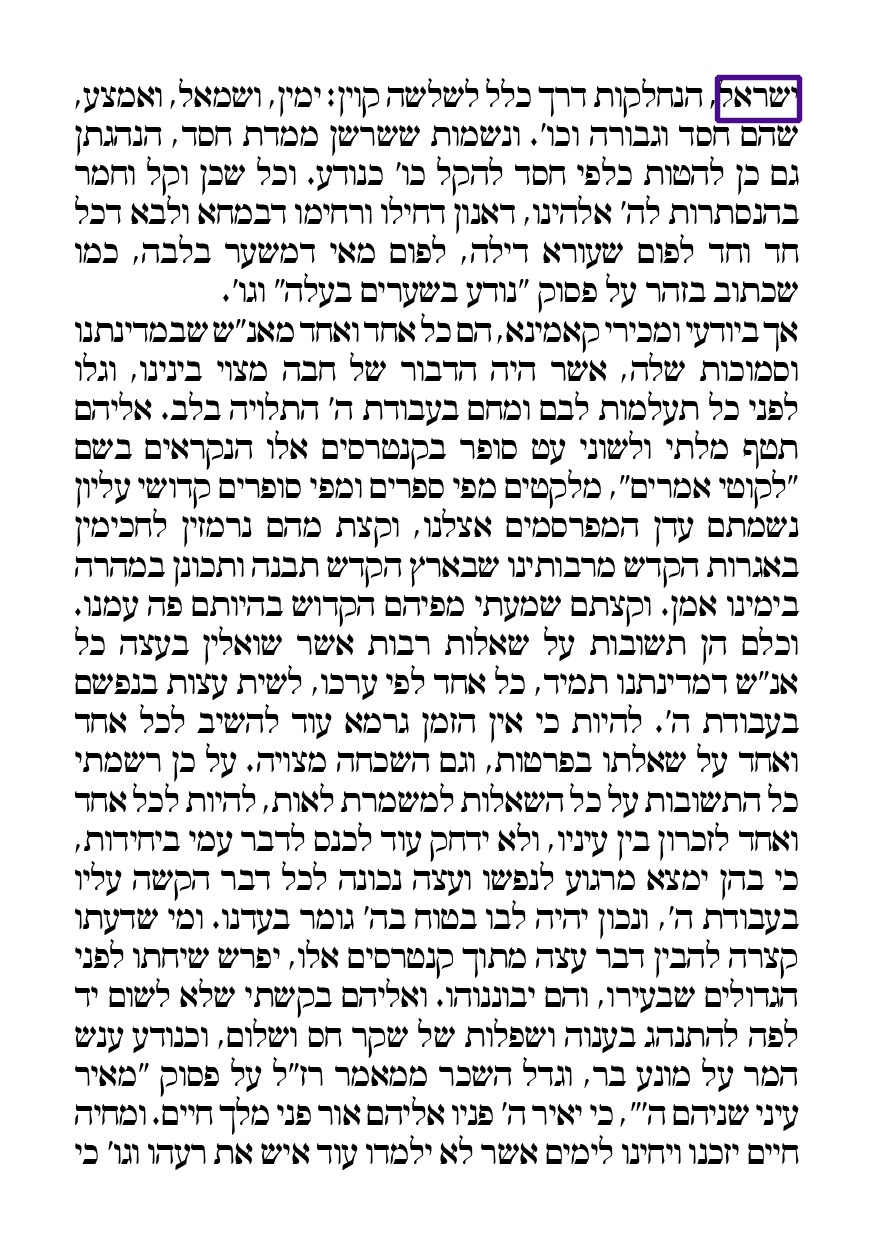 ישראל, הנחלקות דרך כלל לשלשה קוין: ימין, ושמאל, ואמצע,
שהם חסד וגבורה וכו'. ונשמות ששרשן ממדת חסד, הנהגתן
גם כן להטות כלפי חסד להקל כו' כנודע. וכל שכן וקל וחמר
בהנסתרות לה' אלהינו, דאנון דחילו ורחימו דבמחא ולבא דכל
חד וחד לפום שעורא דילה, לפום מאי דמשער בלבה, כמו
שכתוב בזהר על פסוק "נודע בשערים בעלה" וגו'.
אך ביודעי ומכירי קאמינא, הם כל אחד ואחד מאנ"ש שבמדינתנו
וסמוכות שלה, אשר היה הדבור של חבה מצוי בינינו, וגלו
לפני כל תעלמות לבם ומחם בעבודת ה' התלויה בלב. אליהם
תטף מלתי ולשוני עט סופר בקנטרסים אלו הנקראים בשם
"לקוטי אמרים", מלקטים מפי ספרים ומפי סופרים קדושי עליון
נשמתם עדן המפרסמים אצלנו, וקצת מהם נרמזין לחכימין
באגרות הקדש מרבותינו שבארץ הקדש תבנה ותכונן במהרה
בימינו אמן. וקצתם שמעתי מפיהם הקדוש בהיותם פה עמנו.
וכלם הן תשובות על שאלות רבות אשר שואלין בעצה כל
אנ"ש דמדינתנו תמיד, כל אחד לפי ערכו, לשית עצות בנפשם
בעבודת ה'. להיות כי אין הזמן גרמא עוד להשיב לכל אחד
ואחד על שאלתו בפרטות, וגם השכחה מצויה. על כן רשמתי
כל התשובות על כל השאלות למשמרת לאות, להיות לכל אחד
ואחד לזכרון בין עיניו, ולא ידחק עוד לכנס לדבר עמי ביחידות,
כי בהן ימצא מרגוע לנפשו ועצה נכונה לכל דבר הקשה עליו
בעבודת ה', ונכון יהיה לבו בטוח בה' גומר בעדנו. ומי שדעתו
קצרה להבין דבר עצה מתוך קנטרסים אלו, יפרש שיחתו לפני
הגדולים שבעירו, והם יבוננוהו. ואליהם בקשתי שלא לשום יד
לפה להתנהג בענוה ושפלות של שקר חס ושלום, וכנודע ענש
המר על מונע בר, וגדל השכר ממאמר רז"ל על פסוק "מאיר
עיני שניהם ה'", כי יאיר ה' פניו אליהם אור פני מלך חיים. ומחיה
חיים יזכנו ויחינו לימים אשר לא ילמדו עוד איש את רעהו וגו' כי